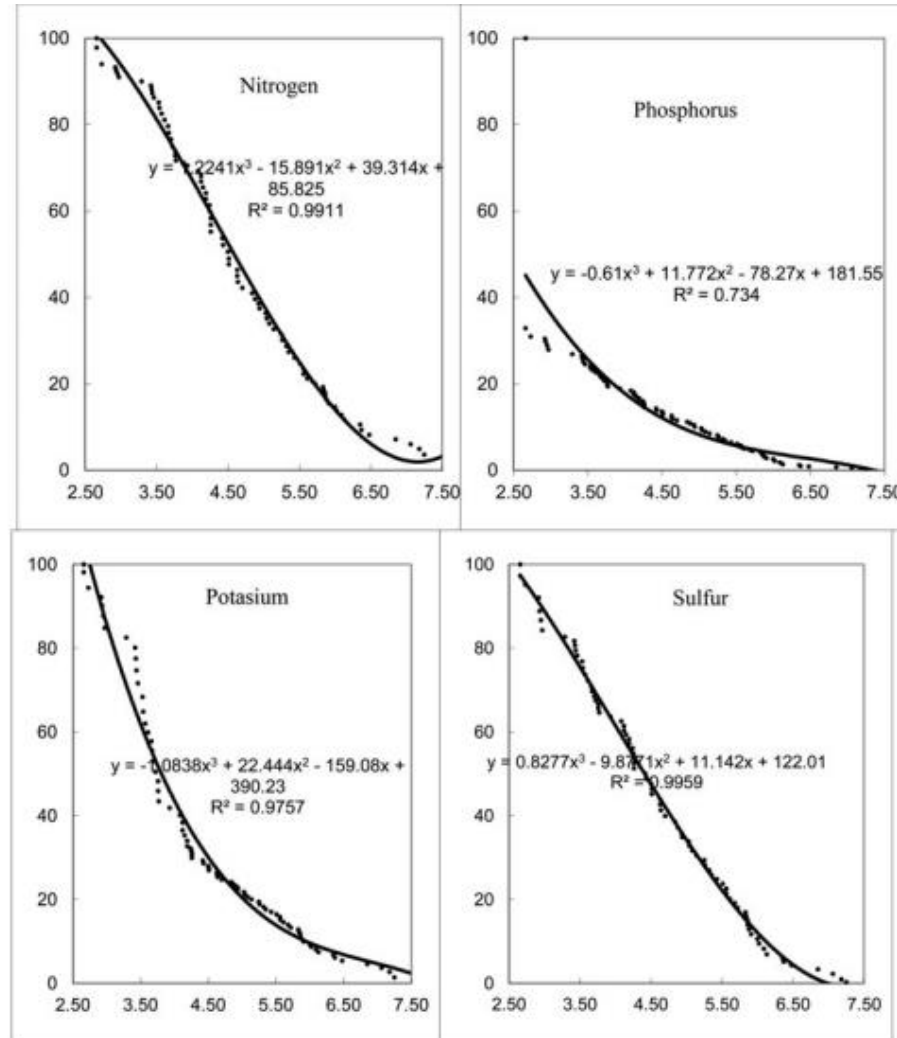 100
80
60
40
20
0
Nitrogen
y = .2241x³ - 15.891x² + 39.314x +
85.825
R² = 0.9911
2.50 3.50 4.50 5.50 6.50 7.50
100
80
60
40
20
0
Phosphorus
y = -0.61x³ + 11.772x² - 78.27x + 181.55
R² = 0.734
2.50 3.50 4.50 5.50 6.50 7.50
100
80
60
40
20
0
Potasium
y = -1.0838x³ + 22.444x² - 159.08x +
390.23
R² = 0.9757
2.50 3.50 4.50 5.50 6.50 7.50
100
80
60
40
20
0
Sulfur
y = 0.8277x³ - 9.8771x² + 11.142x + 122.01
R² = 0.9959
2.50 3.50 4.50 5.50 6.50 7.50